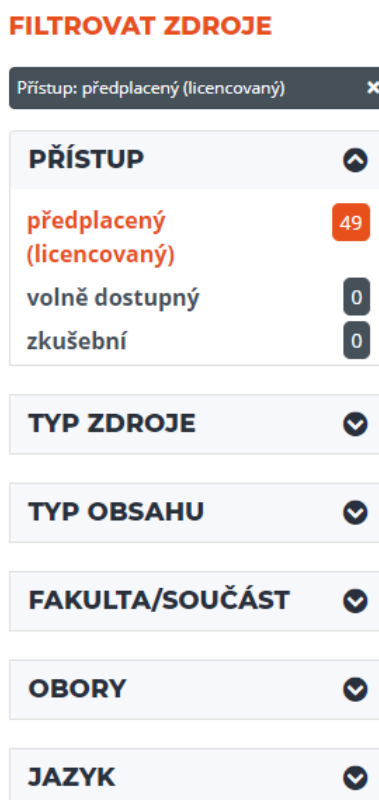 FILTROVAT ZDROJE
Přístup: předplacený (licencovaný) ×
PŘÍSTUP
předplacený 49
(licencovaný)
volně dostupný 0
zkušební 0
TYP ZDROJE
TYP OBSAHU
FAKULTA/SOUČÁST
OBORY
JAZYK